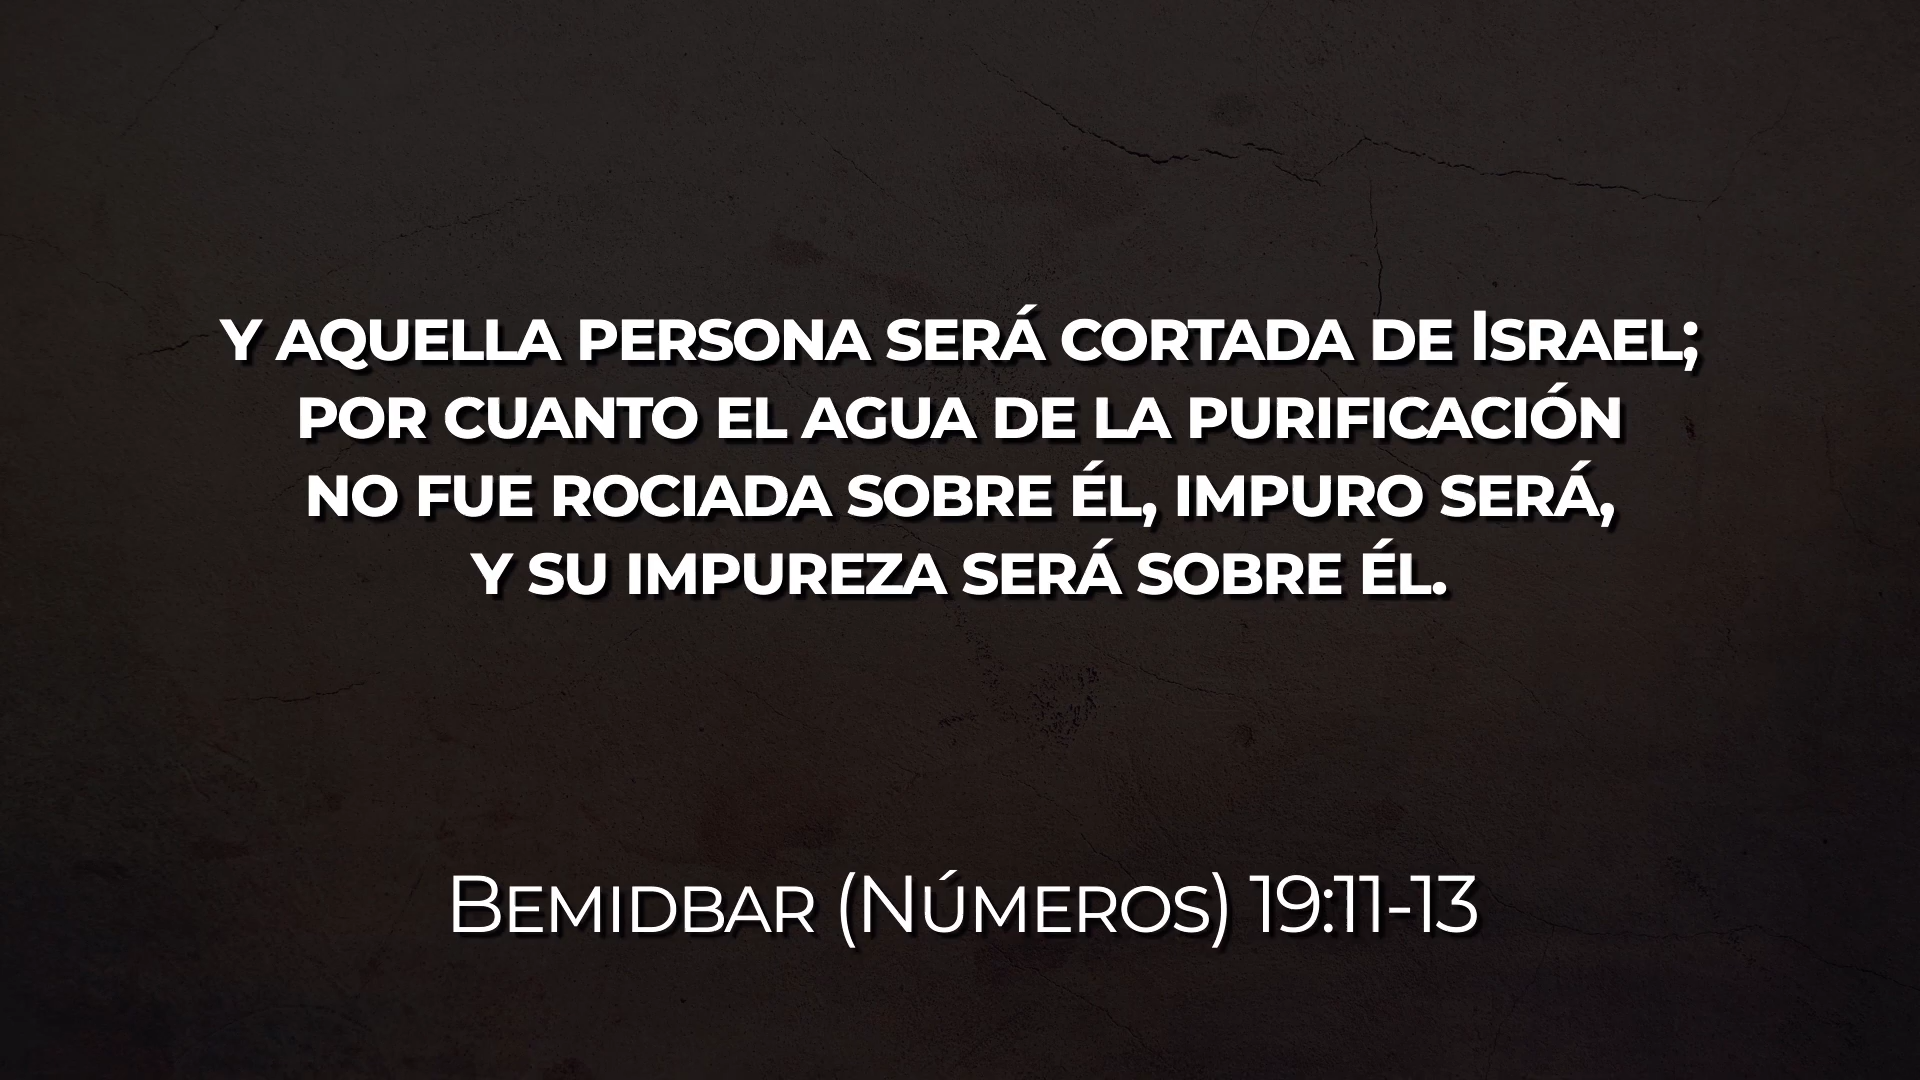 Y AQUELLA PERSONA SERÁ CORTADA DE ISRAEL;
POR CUANTO EL AGUA DE LA PURIFICACIÓN
NO FUE ROCIADA SOBRE ÉL, IMPURO SERÁ,
Y SU IMPUREZA SERÁ SOBRE ÉL.
BEMIDBAR (NÚMEROS) 19:11-13